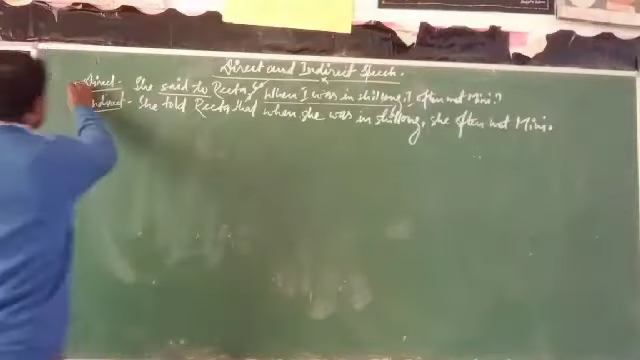 Direct and Indirect Speech.
Direct - She said to Reeta, "When I was in shillong, I often met Mini."
Indirect - She told Reeta that when she was in shillong, she often met Mini.